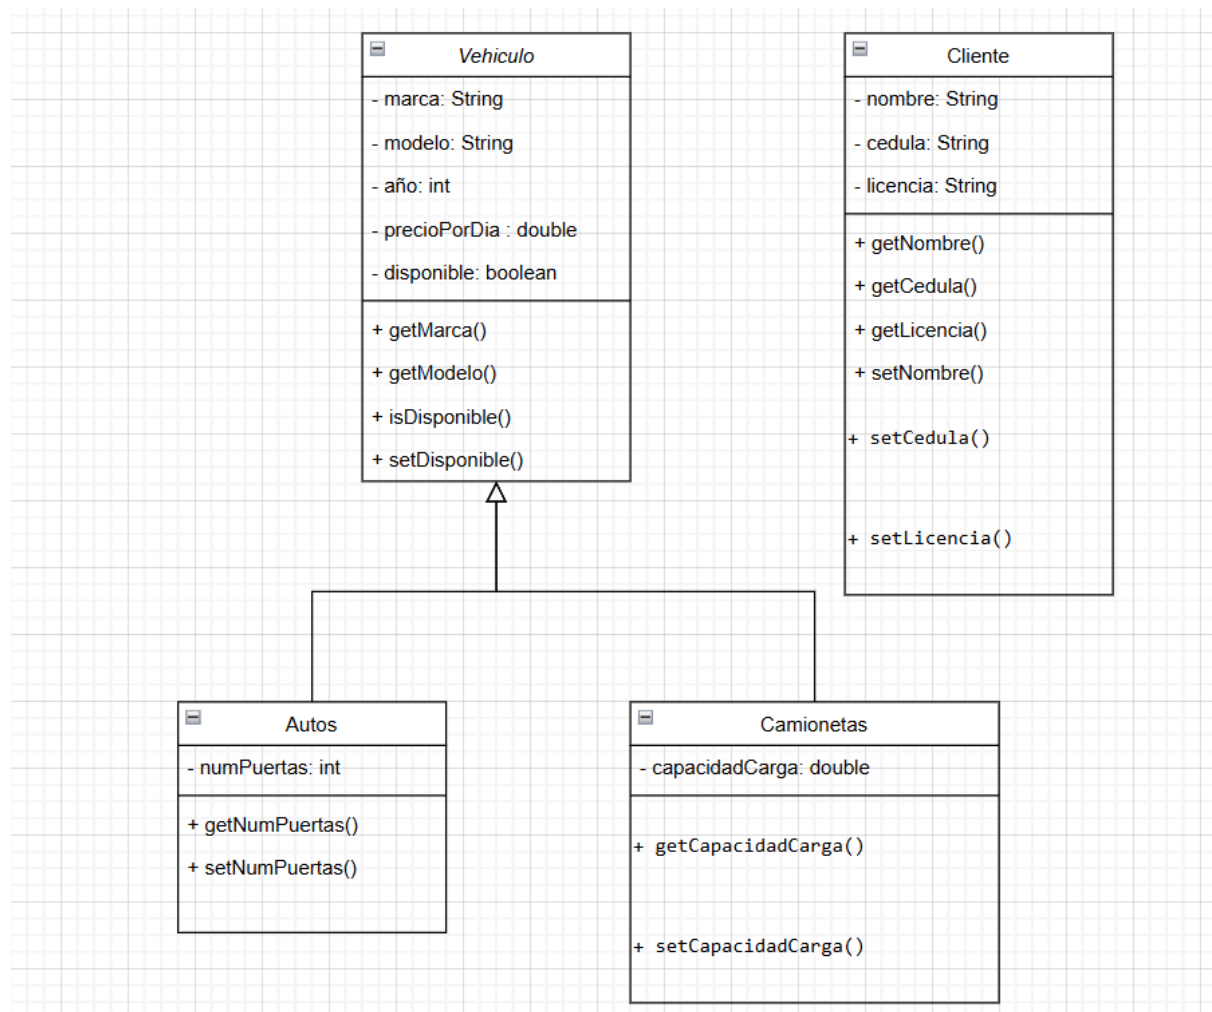 Vehiculo
- marca: String
- modelo: String
- año: int
- precioPorDia : double
- disponible: boolean
+ getMarca()
+ getModelo()
+ isDisponible()
+ setDisponible()
Cliente
- nombre: String
- cedula: String
- licencia: String
+ getNombre()
+ getCedula()
+ getLicencia()
+ setNombre()
+ setCedula()
+ setLicencia()
Autos
- numPuertas: int
+ getNumPuertas()
+ setNumPuertas()
Camionetas
- capacidadCarga: double
+ getCapacidadCarga()
+ setCapacidadCarga()